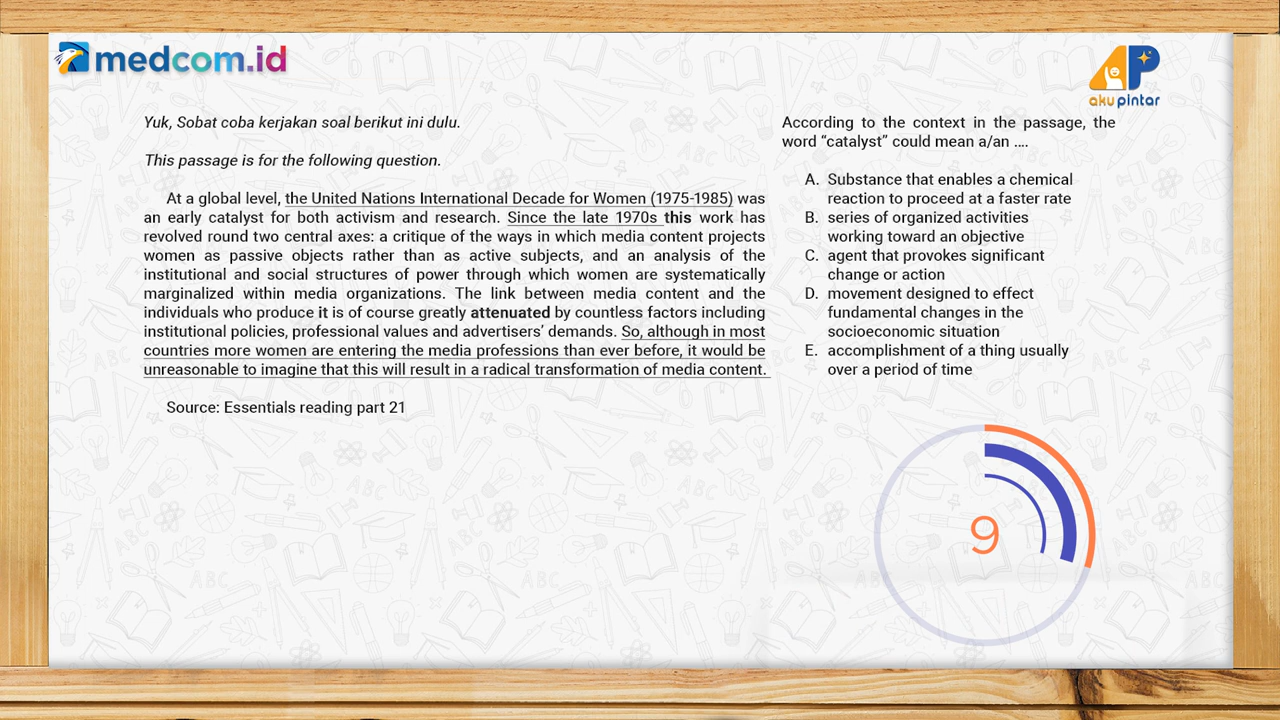 medcom.id
AP
aku pintar
Yuk, Sobat coba kerjakan soal berikut ini dulu.
This passage is for the following question.
At a global level, the United Nations International Decade for Women (1975-1985) was
an early catalyst for both activism and research. Since the late 1970s this work has
revolved round two central axes: a critique of the ways in which media content projects
women as passive objects rather than as active subjects, and an analysis of the
institutional and social structures of power through which women are systematically
marginalized within media organizations. The link between media content and the
individuals who produce it is of course greatly attenuated by countless factors including
institutional policies, professional values and advertisers’ demands. So, although in most
countries more women are entering the media professions than ever before, it would be
unreasonable to imagine that this will result in a radical transformation of media content.
Source: Essentials reading part 21
According to the context in the passage, the
word “catalyst” could mean a/an ....
A. Substance that enables a chemical
reaction to proceed at a faster rate
B. series of organized activities
working toward an objective
C. agent that provokes significant
change or action
D. movement designed to effect
fundamental changes in the
socioeconomic situation
E. accomplishment of a thing usually
over a period of time
9